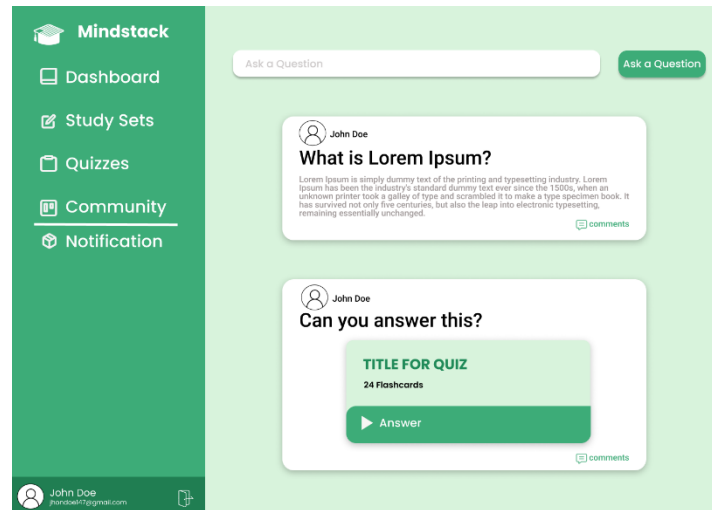 Mindstack
Dashboard
Study Sets
Quizzes
Community
Notification
John Doe
jhondoe147@gmail.com
Ask a Question
Ask a Question
John Doe
What is Lorem Ipsum?
Lorem Ipsum is simply dummy text of the printing and typesetting industry. Lorem
Ipsum has been the industry's standard dummy text ever since the 1500s, when an
unknown printer took a galley of type and scrambled it to make a type specimen book. It
has survived not only five centuries, but also the leap into electronic typesetting,
remaining essentially unchanged.
comments
John Doe
Can you answer this?
TITLE FOR QUIZ
24 Flashcards
Answer
comments